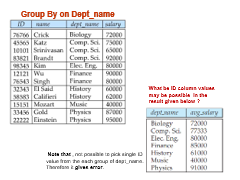 Group By on Dept_name
ID name dept_name salary
76766 Crick Biology 72000
45565 Katz Comp. Sci. 75000
10101 Srinivasan Comp. Sci. 65000
83821 Brandt Comp. Sci. 92000
98345 Kim Elec. Eng. 80000
12121 Wu Finance 90000
76543 Singh Finance 80000
32343 El Said History 60000
58583 Califieri History 62000
15151 Mozart Music 40000
33456 Gold Physics 87000
22222 Einstein Physics 95000
What be ID column values
may be possible in the
result given below ?
dept_name avg_salary
Biology 72000
Comp. Sci. 77333
Elec. Eng. 80000
Finance 85000
History 61000
Music 40000
Physics 91000
Note that , not possible to pick single ID
value from the each group of dept_name.
Therefore it gives error.